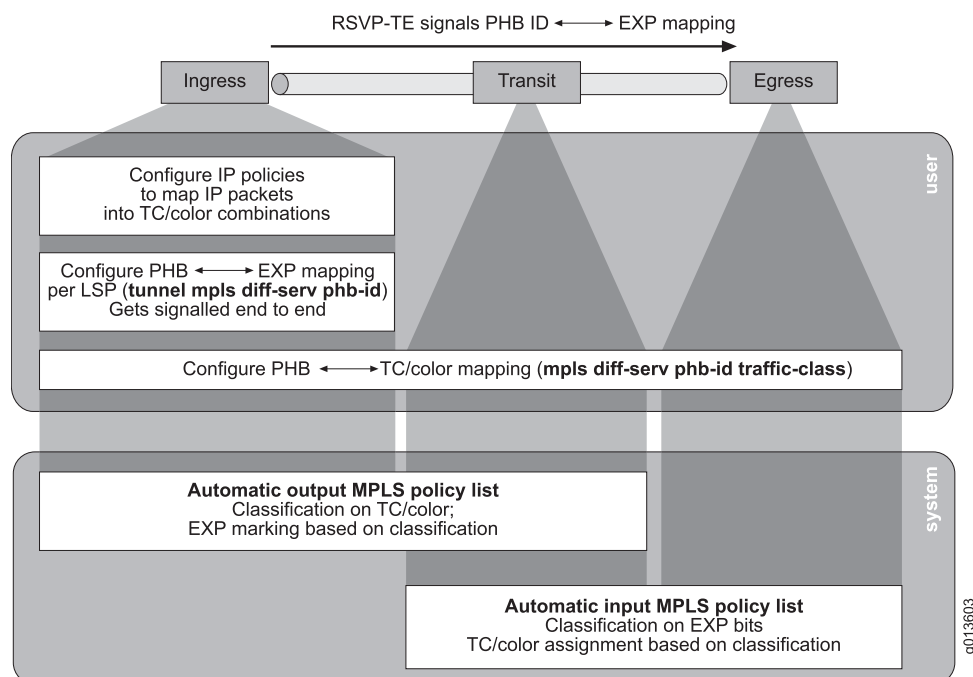 RSVP-TE signals PHB ID ⟷ EXP mapping
Ingress
Transit
Egress
user
Configure IP policies
to map IP packets
into TC/color combinations
Configure PHB ⟷ EXP mapping
per LSP (tunnel mpls diff-serv phb-id)
Gets signalled end to end
Configure PHB ⟷ TC/color mapping (mpls diff-serv phb-id traffic-class)
system
Automatic output MPLS policy list
Classification on TC/color;
EXP marking based on classification
Automatic input MPLS policy list
Classification on EXP bits
TC/color assignment based on classification
g013603